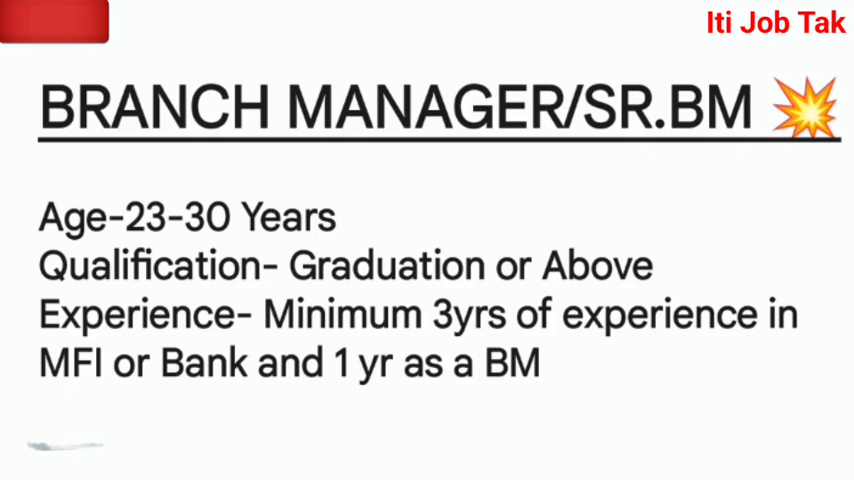 Iti Job Tak
BRANCH MANAGER/SR.BM 💥
Age-23-30 Years
Qualification- Graduation or Above
Experience- Minimum 3yrs of experience in
MFI or Bank and 1 yr as a BM